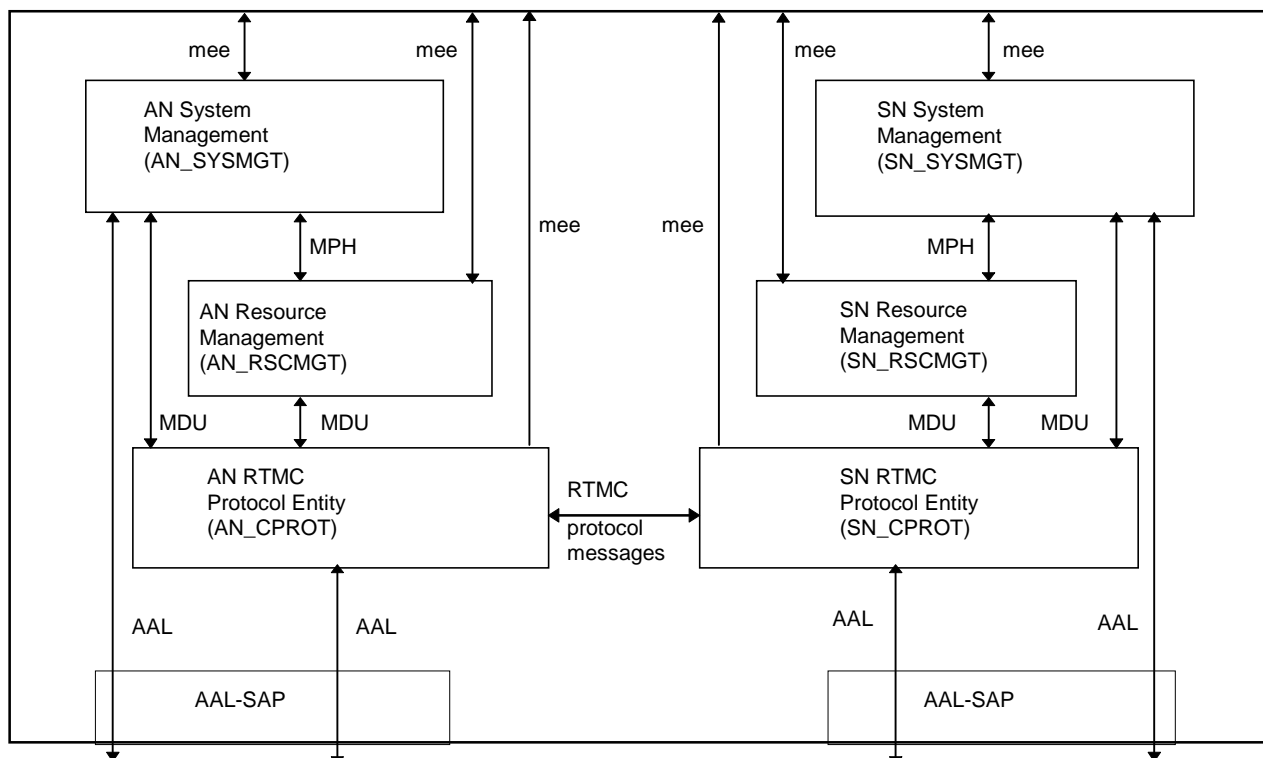 mee
mee
mee
mee
AN System
Management
(AN_SYSMGT)
SN System
Management
(SN_SYSMGT)
mee
mee
MPH
MPH
AN Resource
Management
(AN_RSCMGT)
SN Resource
Management
(SN_RSCMGT)
MDU
MDU
MDU
MDU
AN RTMC
Protocol Entity
(AN_CPROT)
RTMC
protocol
messages
SN RTMC
Protocol Entity
(SN_CPROT)
AAL
AAL
AAL
AAL
AAL-SAP
AAL-SAP